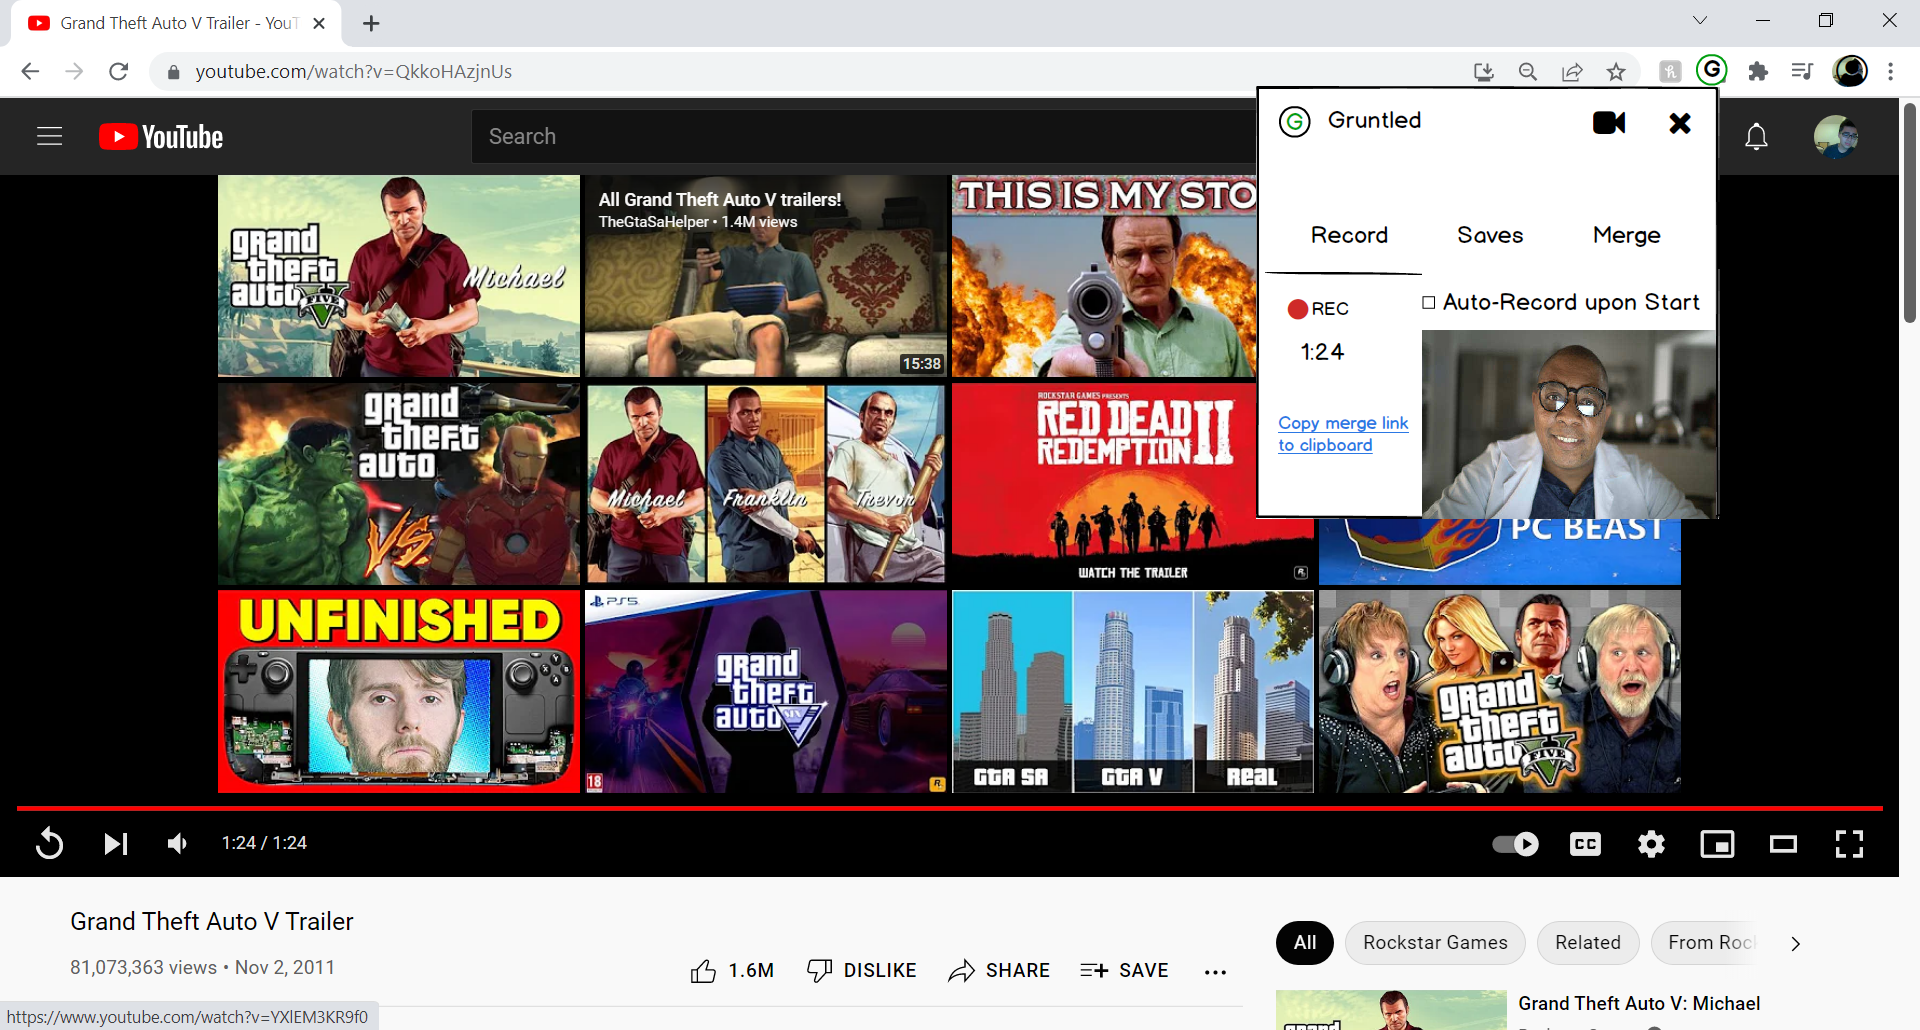 Grand Theft Auto V Trailer - YouT
youtube.com/watch?v=QkkoHAzjnUs
G
YouTube
Search
G Gruntled
Record Saves Merge
REC
1:24
Auto-Record upon Start
Copy merge link
to clipboard
grand
theft
auto
FIVE
Michael
All Grand Theft Auto V trailers!
TheGtaSaHelper • 1.4M views
15:38
THIS IS MY STO
grand
theft
auto
VS
Michael
Franklin
Trevor
ROCKSTAR GAMES PRESENTS
RED DEAD
REDEMPTION II
WATCH THE TRAILER
R
PC BEAST
UNFINISHED
PS5
grand
theft
auto
SIX
18
R
GTA SA
GTA V
REAL
grand
theft
auto
FIVE
1:24 / 1:24
CC
Grand Theft Auto V Trailer
81,073,363 views • Nov 2, 2011
1.6M DISLIKE SHARE SAVE
All Rockstar Games Related From Roc
Grand Theft Auto V: Michael
https://www.youtube.com/watch?v=YXlEM3KR9f0